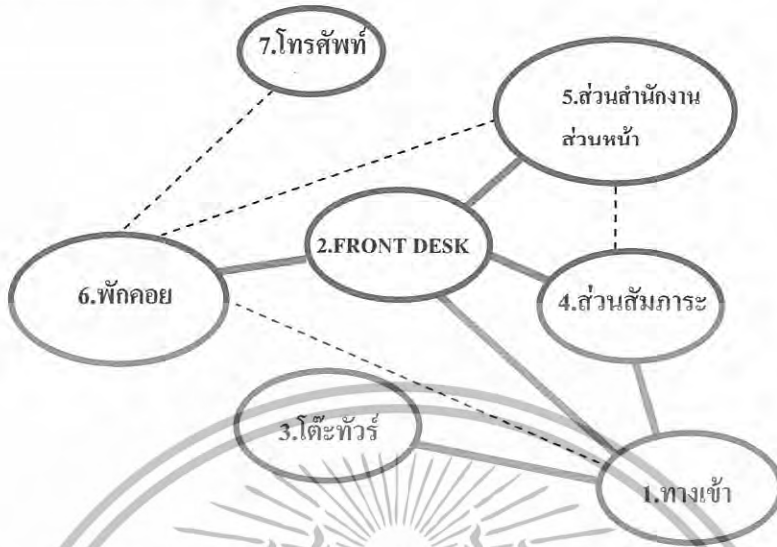 7.โทรศัพท์
5.ส่วนสำนักงาน
ส่วนหน้า
2.FRONT DESK
6.พักคอย
4.ส่วนสัมภาระ
3.โต๊ะทัวร์
1.ทางเข้า